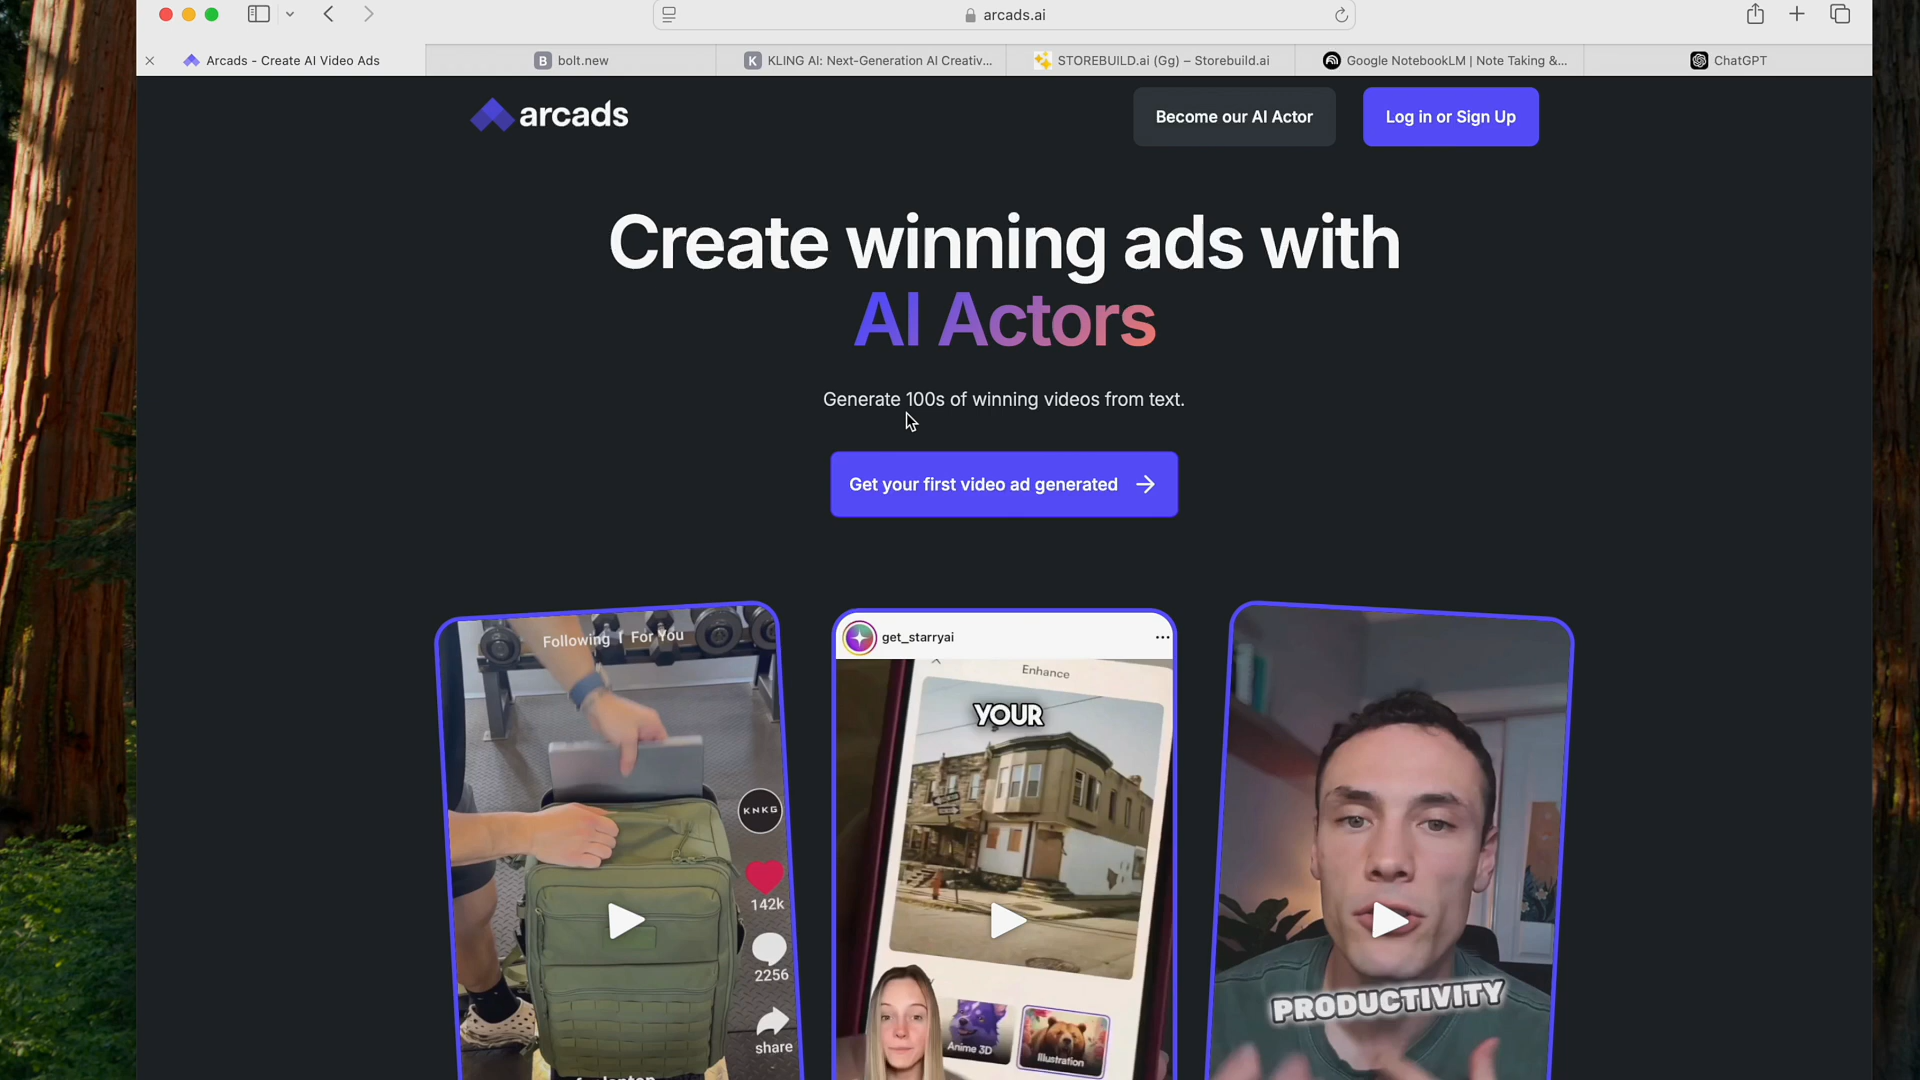 arcads.ai
Arcads - Create AI Video Ads
B bolt.new
K KLING AI: Next-Generation AI Creativ...
STOREBUILD.ai (Gg) – Storebuild.ai
Google NotebookLM | Note Taking &...
ChatGPT
arcads
Become our AI Actor
Log in or Sign Up
Create winning ads with
AI Actors
Generate 100s of winning videos from text.
Get your first video ad generated
Following | For You
KNKG
142k
2256
share
get_starryai
Enhance
YOUR
Anime 3D
Illustration
PRODUCTIVITY